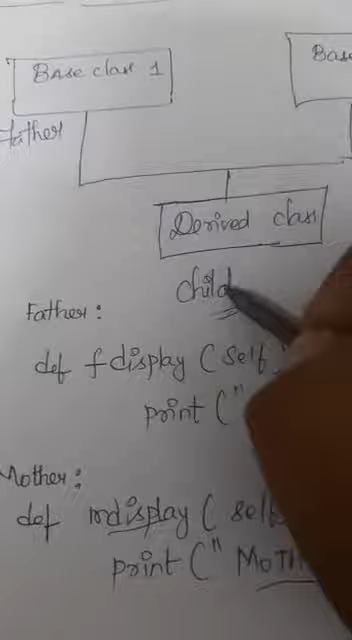 Base class 1
Base
Father
Derived class
child
Father:
def fdisplay (self
print ("
Mother:
def mdisplay ( self
print (" MOTH